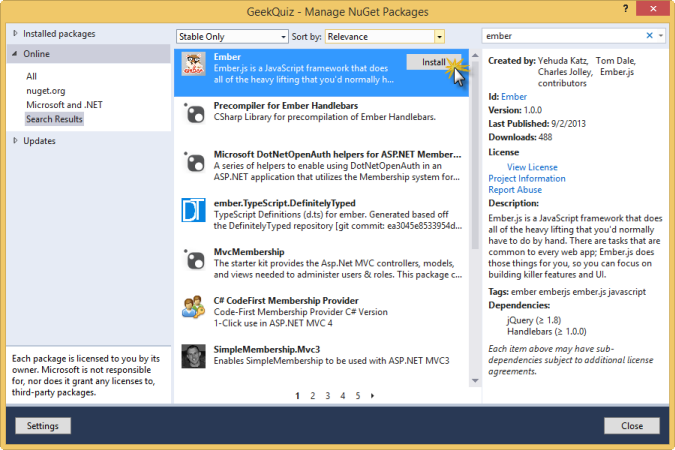 GeekQuiz - Manage NuGet Packages
?
Installed packages
Online
All
nuget.org
Microsoft and .NET
Search Results
Updates
Each package is licensed to you by its
owner. Microsoft is not responsible
for, nor does it grant any licenses to,
third-party packages.
Stable Only
Sort by: Relevance
Ember
Ember.js is a JavaScript framework that does
all of the heavy lifting that you'd normally h...
Install
Precompiler for Ember Handlebars
CSharp Library for precompilation of Ember Handlebars.
Microsoft DotNetOpenAuth helpers for ASP.NET Member...
A series of helpers to enable using DotNetOpenAuth in an
ASP.NET application that utilizes the Membership system for...
DT
ember.TypeScript.DefinitelyTyped
TypeScript Definitions (d.ts) for ember. Generated based off
the DefinitelyTyped repository [git commit: ea3045e8533954d...
MvcMembership
The starter kit provides the Asp.Net MVC controllers, models,
and views needed to administer users & roles. This package c...
C# CodeFirst Membership Provider
Code-First Membership Provider C# Version
1-Click use in ASP.NET MVC 4
SimpleMembership.Mvc3
Enables SimpleMembership to be used with ASP.NET MVC3
1 2 3 4 5
ember
Created by: Yehuda Katz, Tom Dale,
Charles Jolley, Ember.js
contributors
Id: Ember
Version: 1.0.0
Last Published: 9/2/2013
Downloads: 488
License
View License
Project Information
Report Abuse
Description:
Ember.js is a JavaScript framework that does
all of the heavy lifting that you'd normally
have to do by hand. There are tasks that are
common to every web app; Ember.js does
those things for you, so you can focus on
building killer features and UI.
Tags: ember emberjs ember.js javascript
Dependencies:
jQuery (≥ 1.8)
Handlebars (≥ 1.0.0)
Each item above may have sub-
dependencies subject to additional license
agreements.
Settings
Close